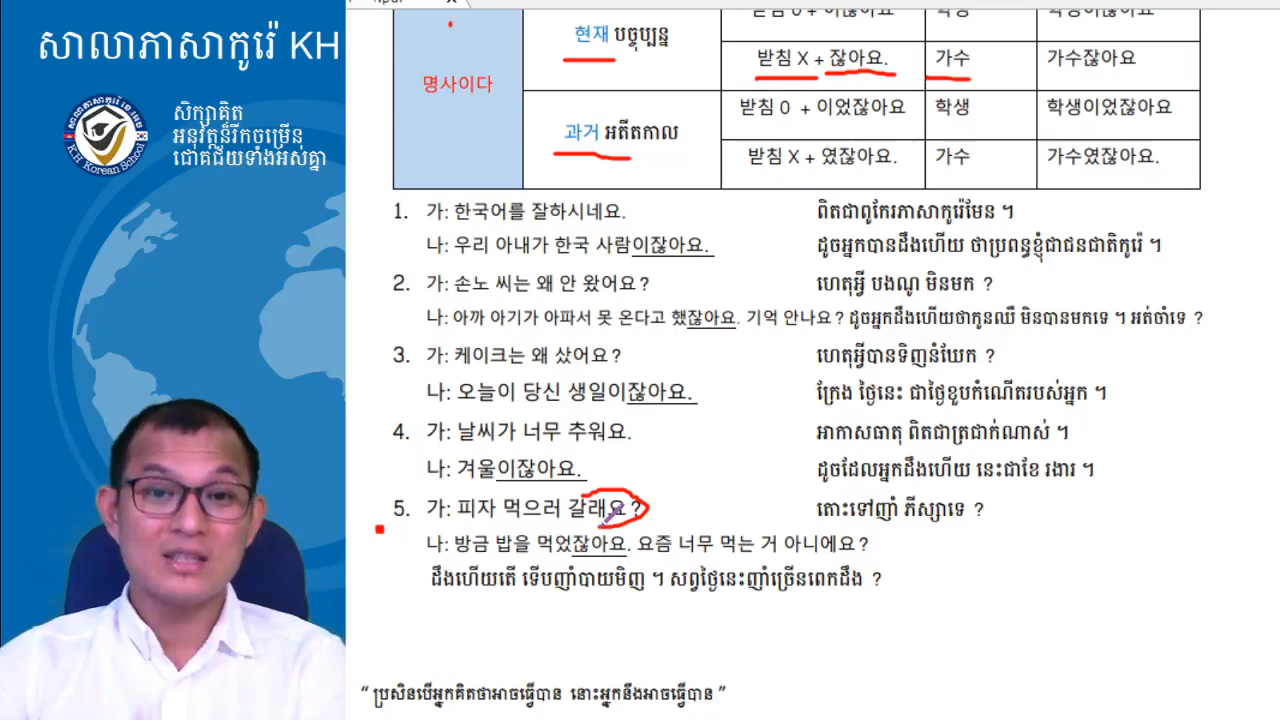 សាលាភាសាកូរ៉េ KH
សិក្សាគិត
អនុវត្តន៍រីកចម្រើន
ជោគជ័យទាំងអស់គ្នា
K.H Korean School
명사이다
현재 បច្ចុប្បន្ន
받침 X + 잖아요. 가수 가수잖아요
과거 អតីតកាល
받침 0 + 이었잖아요 학생 학생이었잖아요
받침 X + 였잖아요. 가수 가수였잖아요.
1. 가: 한국어를 잘하시네요. ពិតជាពូកែរភាសាកូរ៉េមែន ។
나: 우리 아내가 한국 사람이잖아요. ដូចអ្នកបានដឹងហើយ ថាប្រពន្ធខ្ញុំជាជនជាតិកូរ៉េ ។
2. 가: 손노 씨는 왜 안 왔어요? ហេតុអ្វី បងណូ មិនមក ?
나: 아까 아기가 아파서 못 온다고 했잖아요. 기억 안나요? ដូចអ្នកដឹងហើយថាកូនឈឺ មិនបានមកទេ ។ អត់ចាំទេ ?
3. 가: 케이크는 왜 샀어요? ហេតុអ្វីបានទិញនំឃែក ?
나: 오늘이 당신 생일이잖아요. ក្រែង ថ្ងៃនេះ ជាថ្ងៃខួបកំណើតរបស់អ្នក ។
4. 가: 날씨가 너무 추워요. អាកាសធាតុ ពិតជាត្រជាក់ណាស់ ។
나: 겨울이잖아요. ដូចដែលអ្នកដឹងហើយ នេះជាខែ រងារ ។
5. 가: 피자 먹으러 갈래요? តោះទៅញាំ ភីស្សាទេ ?
나: 방금 밥을 먹었잖아요. 요즘 너무 먹는 거 아니에요?
ដឹងហើយតើ ទើបញាំបាយមិញ ។ សព្វថ្ងៃនេះញាំច្រើនពេកដឹង ?
“ ប្រសិនបើអ្នកគិតថាអាចធ្វើបាន នោះអ្នកនឹងអាចធ្វើបាន ”